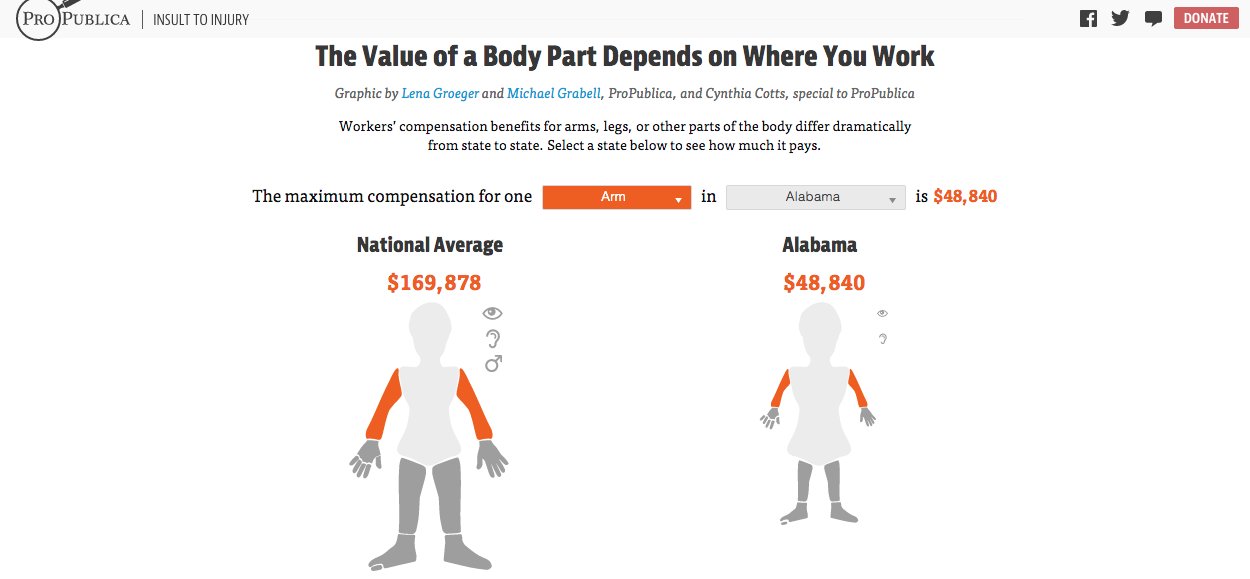 PROPUBLICA | INSULT TO INJURY DONATE
The Value of a Body Part Depends on Where You Work
Graphic by Lena Groeger and Michael Grabell, ProPublica, and Cynthia Cotts, special to ProPublica
Workers' compensation benefits for arms, legs, or other parts of the body differ dramatically
from state to state. Select a state below to see how much it pays.
The maximum compensation for one Arm in Alabama is $48,840
National Average Alabama
$169,878 $48,840